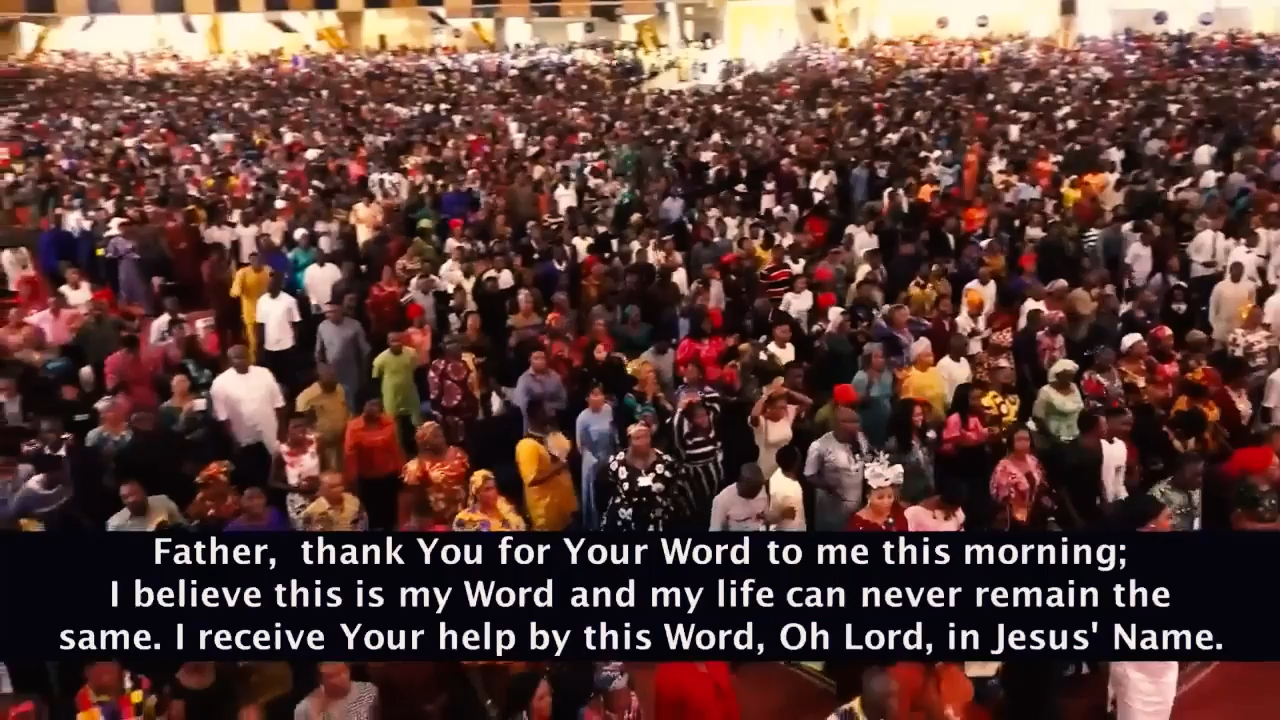 Father, thank You for Your Word to me this morning;
I believe this is my Word and my life can never remain the
same. I receive Your help by this Word, Oh Lord, in Jesus' Name.